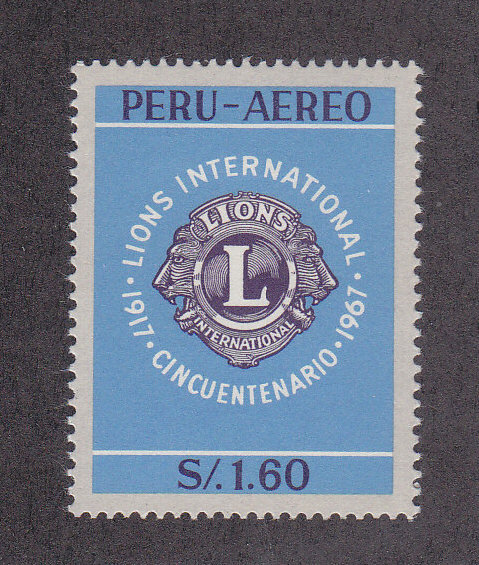 PERU-AEREO
1917 · LIONS INTERNATIONAL · 1967 ·
CINCUENTENARIO ·
LIONS
L
INTERNATIONAL
S/.1.60